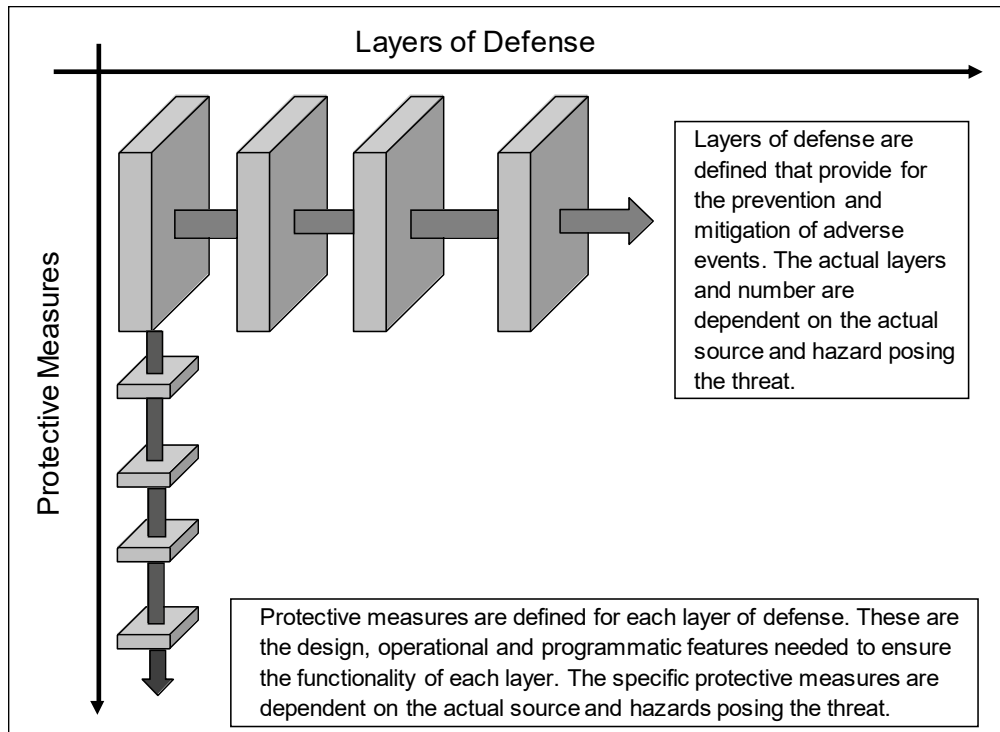 Layers of Defense
Layers of defense are
defined that provide for
the prevention and
mitigation of adverse
events. The actual layers
and number are
dependent on the actual
source and hazard posing
the threat.
Protective Measures
Protective measures are defined for each layer of defense. These are
the design, operational and programmatic features needed to ensure
the functionality of each layer. The specific protective measures are
dependent on the actual source and hazards posing the threat.